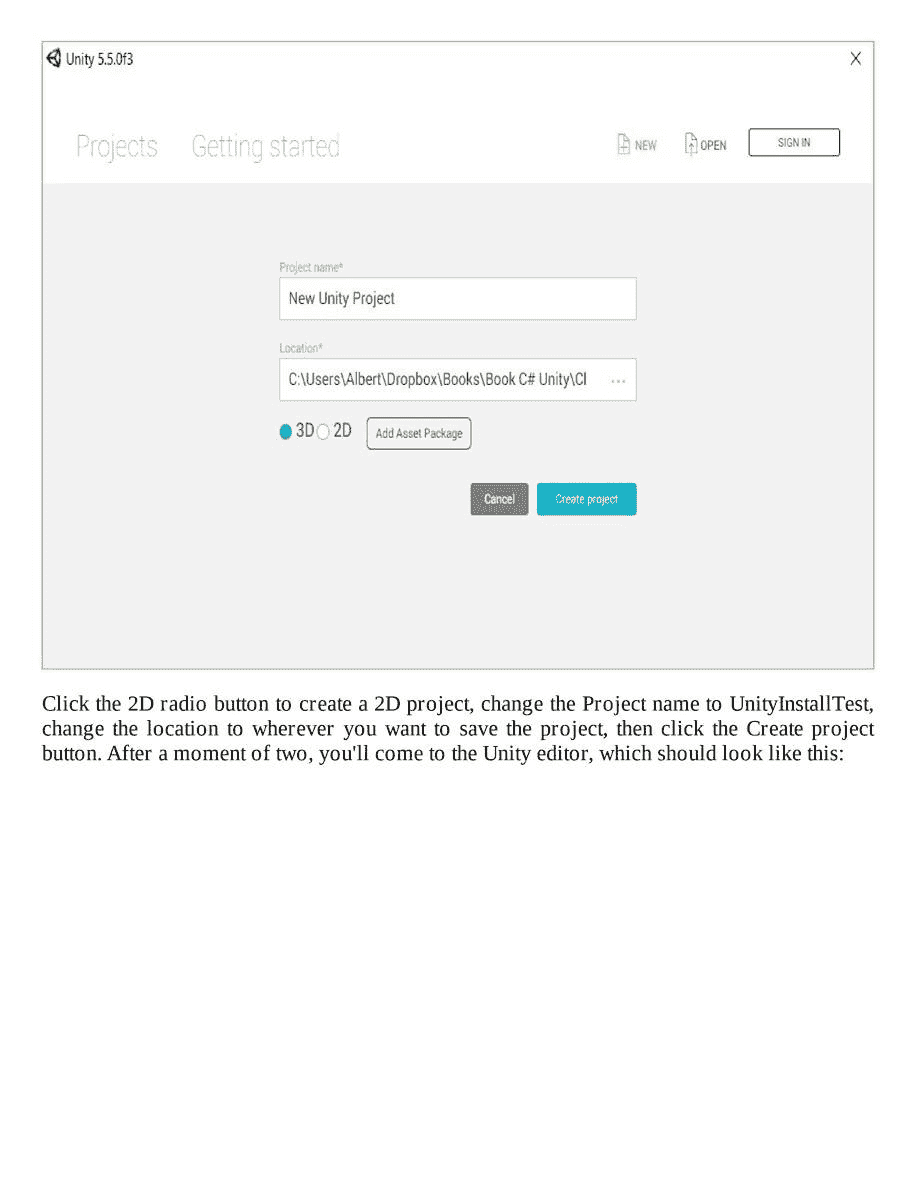 Unity 5.5.0f3
X
Projects Getting started NEW OPEN SIGN IN
Project name*
New Unity Project
Location*
C:\Users\Albert\Dropbox\Books\Book C# Unity\Cl ...
3D 2D Add Asset Package
Cancel Create project
Click the 2D radio button to create a 2D project, change the Project name to UnityInstallTest,
change the location to wherever you want to save the project, then click the Create project
button. After a moment of two, you'll come to the Unity editor, which should look like this: